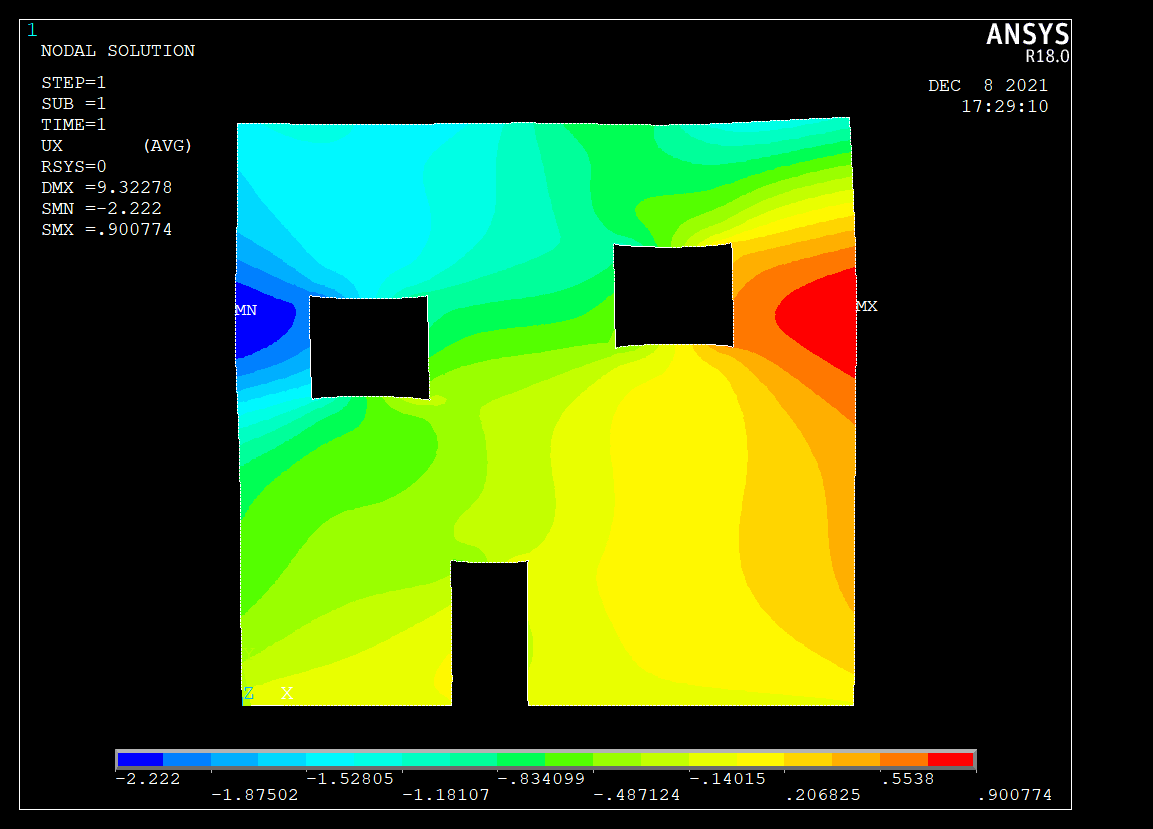 1
NODAL SOLUTION
STEP=1
SUB =1
TIME=1
UX (AVG)
RSYS=0
DMX =9.32278
SMN =-2.222
SMX =.900774
ANSYS
R18.0
DEC 8 2021
17:29:10
MN
MX
Z X
-2.222 -1.52805 -.834099 -.14015 .5538
-1.87502 -1.18107 -.487124 .206825 .900774